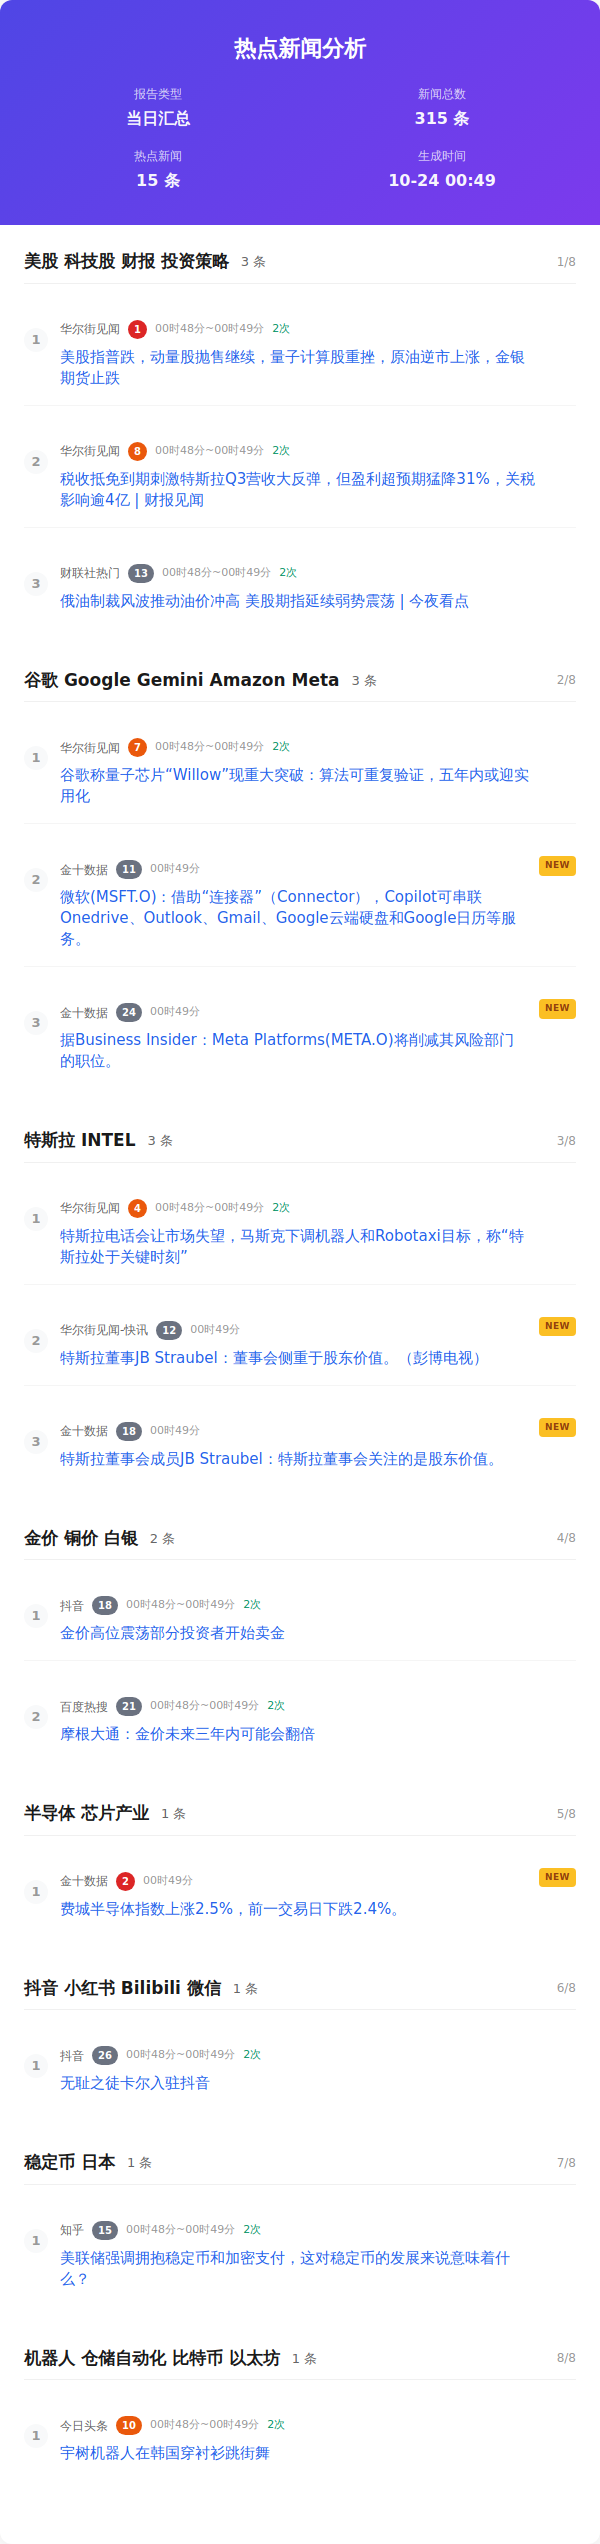 热点新闻分析
报告类型
当日汇总
新闻总数
315 条
热点新闻
15 条
生成时间
10-24 00:49
美股 科技股 财报 投资策略 3 条 1/8
1
华尔街见闻 1 00时48分~00时49分 2次
美股指普跌，动量股抛售继续，量子计算股重挫，原油逆市上涨，金银
期货止跌
2
华尔街见闻 8 00时48分~00时49分 2次
税收抵免到期刺激特斯拉Q3营收大反弹，但盈利超预期猛降31%，关税
影响逾4亿 | 财报见闻
3
财联社热门 13 00时48分~00时49分 2次
俄油制裁风波推动油价冲高 美股期指延续弱势震荡 | 今夜看点
谷歌 Google Gemini Amazon Meta 3 条 2/8
1
华尔街见闻 7 00时48分~00时49分 2次
谷歌称量子芯片“Willow”现重大突破：算法可重复验证，五年内或迎实
用化
2
金十数据 11 00时49分 NEW
微软(MSFT.O)：借助“连接器”（Connector），Copilot可串联
Onedrive、Outlook、Gmail、Google云端硬盘和Google日历等服
务。
3
金十数据 24 00时49分 NEW
据Business Insider：Meta Platforms(META.O)将削减其风险部门
的职位。
特斯拉 INTEL 3 条 3/8
1
华尔街见闻 4 00时48分~00时49分 2次
特斯拉电话会让市场失望，马斯克下调机器人和Robotaxi目标，称“特
斯拉处于关键时刻”
2
华尔街见闻-快讯 12 00时49分 NEW
特斯拉董事JB Straubel：董事会侧重于股东价值。（彭博电视）
3
金十数据 18 00时49分 NEW
特斯拉董事会成员JB Straubel：特斯拉董事会关注的是股东价值。
金价 铜价 白银 2 条 4/8
1
抖音 18 00时48分~00时49分 2次
金价高位震荡部分投资者开始卖金
2
百度热搜 21 00时48分~00时49分 2次
摩根大通：金价未来三年内可能会翻倍
半导体 芯片产业 1 条 5/8
1
金十数据 2 00时49分 NEW
费城半导体指数上涨2.5%，前一交易日下跌2.4%。
抖音 小红书 Bilibili 微信 1 条 6/8
1
抖音 26 00时48分~00时49分 2次
无耻之徒卡尔入驻抖音
稳定币 日本 1 条 7/8
1
知乎 15 00时48分~00时49分 2次
美联储强调拥抱稳定币和加密支付，这对稳定币的发展来说意味着什
么？
机器人 仓储自动化 比特币 以太坊 1 条 8/8
1
今日头条 10 00时48分~00时49分 2次
宇树机器人在韩国穿衬衫跳街舞